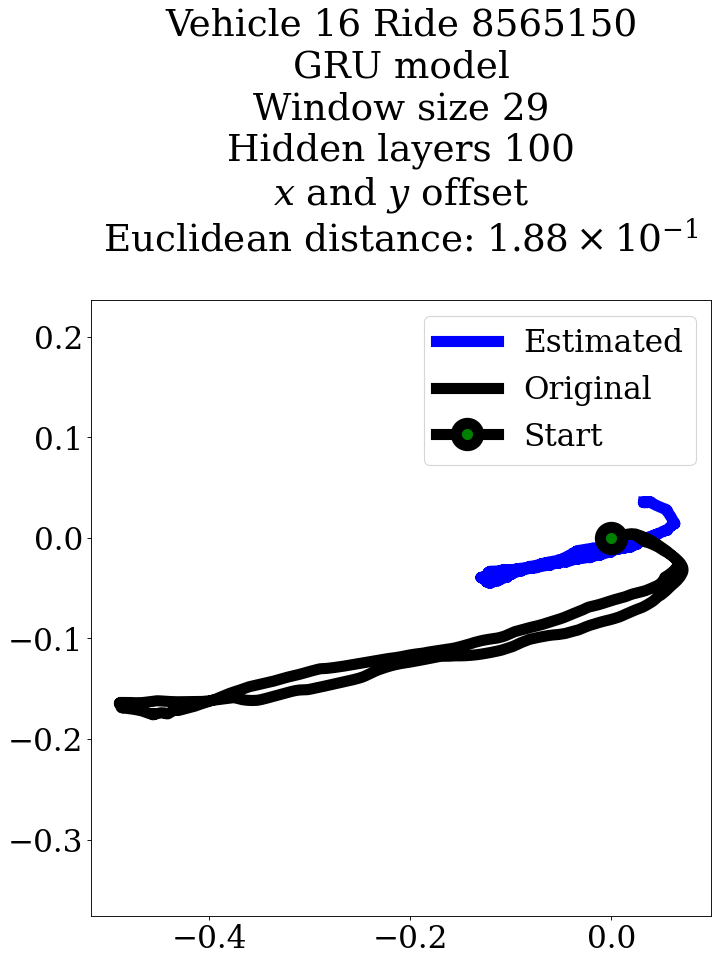 Vehicle 16 Ride 8565150
GRU model
Window size 29
Hidden layers 100
x and y offset
Euclidean distance: 1.88 × 10⁻¹
Estimated
Original
Start
0.2
0.1
0.0
−0.1
−0.2
−0.3
−0.4
−0.2
0.0